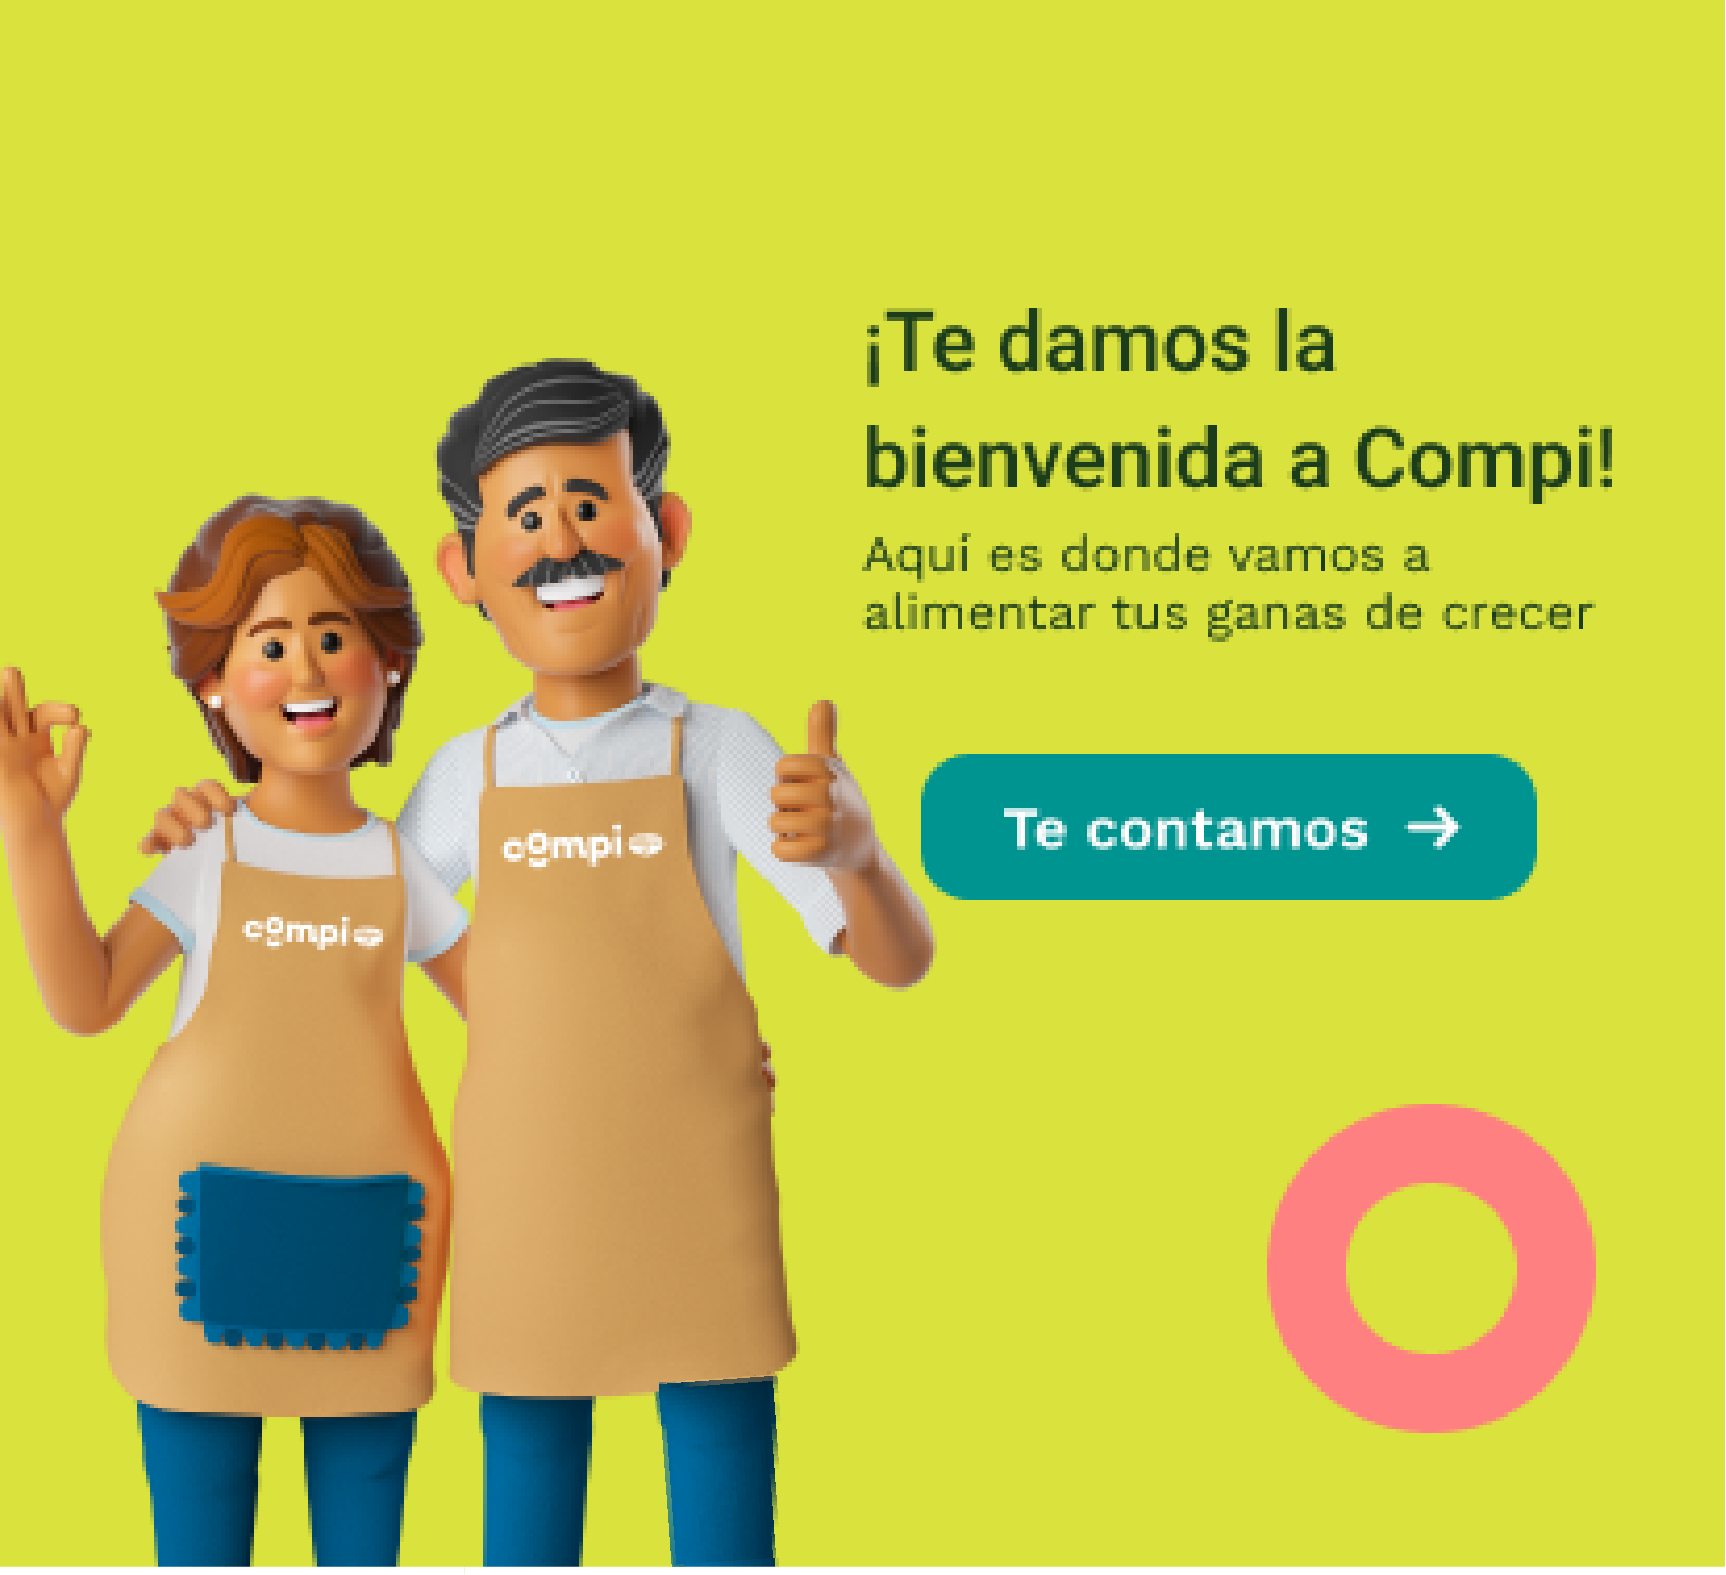 ¡Te damos la
bienvenida a Compi!
Aquí es donde vamos a
alimentar tus ganas de crecer
Te contamos →
compi
compi